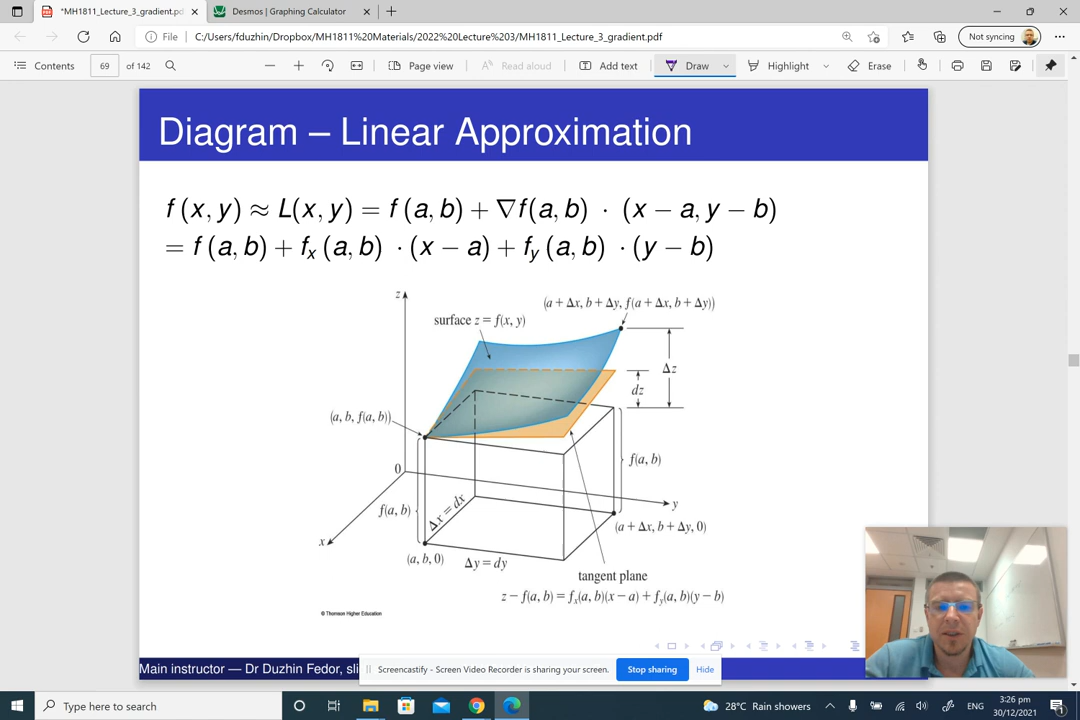 *MH1811_Lecture_3_gradient.pd
Desmos | Graphing Calculator
File
C:/Users/fduzhin/Dropbox/MH1811%20Materials/2022%20Lecture%203/MH1811_Lecture_3_gradient.pdf
Not syncing
Contents
69 of 142
Page view
Read aloud
Add text
Draw
Highlight
Erase
Diagram – Linear Approximation
f(x, y) ≈ L(x, y) = f(a, b) + ∇f(a, b) · (x − a, y − b)
= f(a, b) + fₓ(a, b) · (x − a) + f_y(a, b) · (y − b)
z
(a + Δx, b + Δy, f(a + Δx, b + Δy))
surface z = f(x, y)
Δz
dz
(a, b, f(a, b))
f(a, b)
0
y
f(a, b)
Δx = dx
(a + Δx, b + Δy, 0)
x
(a, b, 0)
Δy = dy
tangent plane
z − f(a, b) = fₓ(a, b)(x − a) + f_y(a, b)(y − b)
© Thomson Higher Education
Main instructor — Dr Duzhin Fedor, sli
Screencastify - Screen Video Recorder is sharing your screen.
Stop sharing
Hide
Type here to search
28°C Rain showers
ENG
3:26 pm
30/12/2021
1